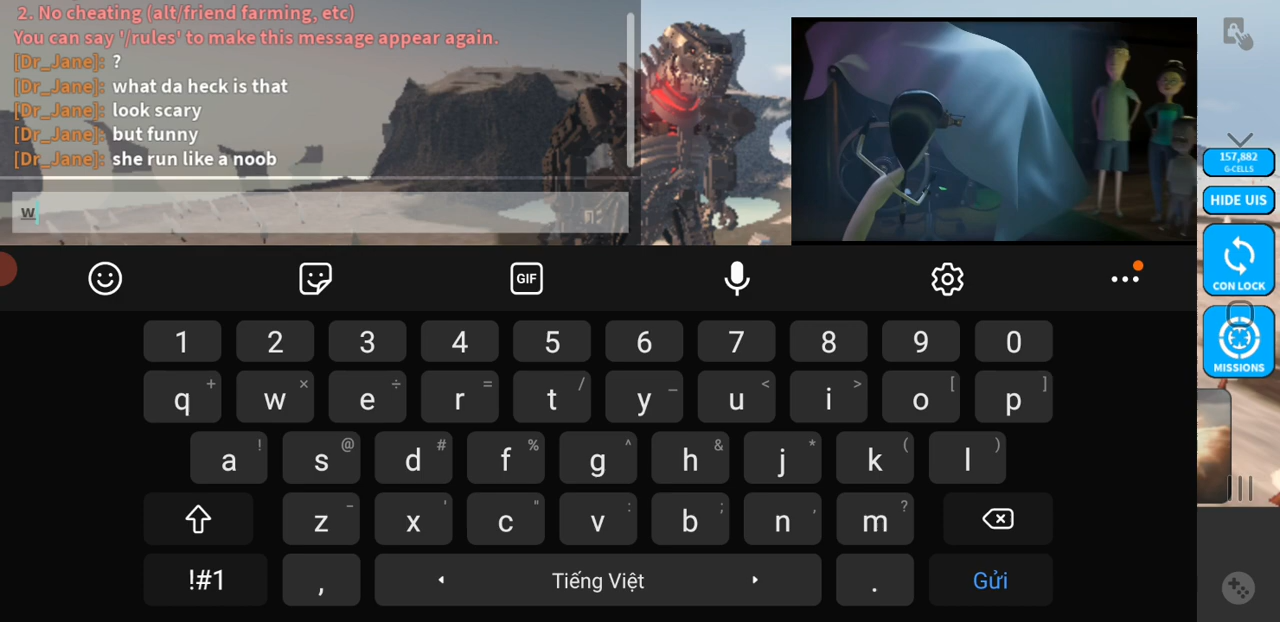 2. No cheating (alt/friend farming, etc)
You can say '/rules' to make this message appear again.
[Dr_Jane]: ?
[Dr_Jane]: what da heck is that
[Dr_Jane]: look scary
[Dr_Jane]: but funny
[Dr_Jane]: she run like a noob
w
157,882
G-CELLS
HIDE UIS
CON LOCK
MISSIONS
GIF
1 2 3 4 5 6 7 8 9 0
q + w × e ÷ r = t / y _ u < i > o [ p ]
a ! s @ d # f % g ^ h & j * k ( l )
z - x ' c " v : b ; n , m ?
!#1 , Tiếng Việt . Gửi